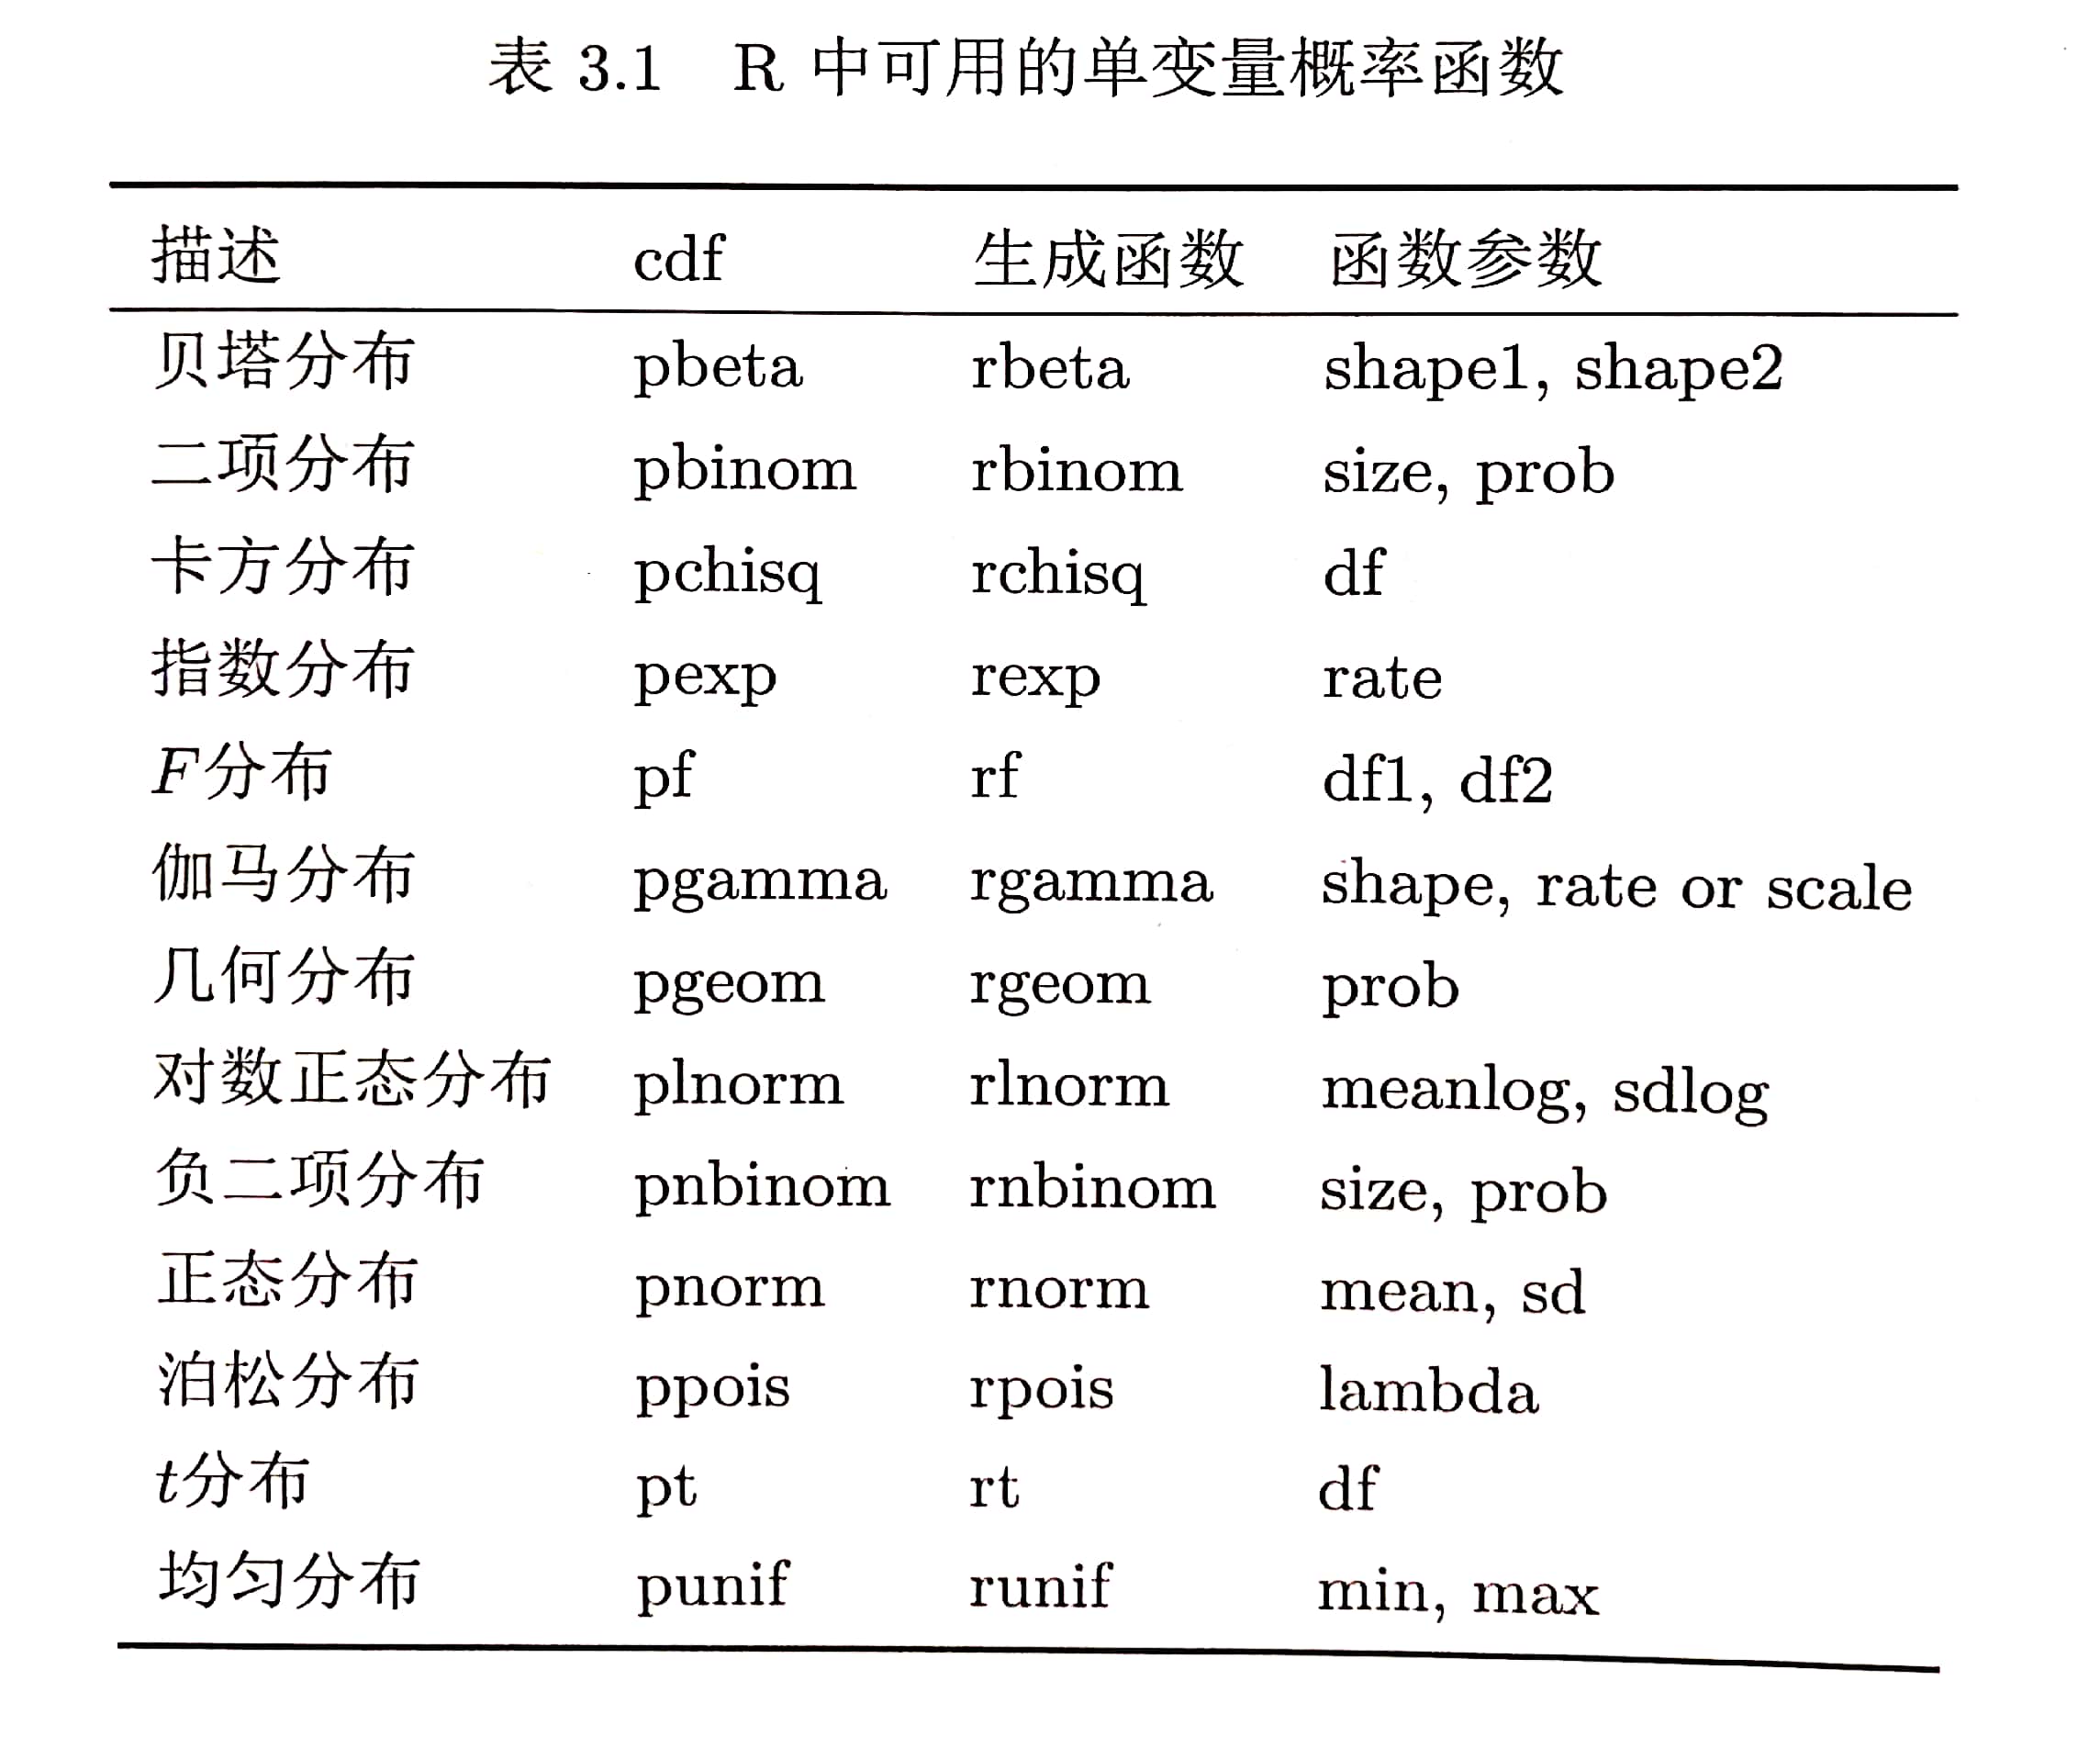 表 3.1 R 中可用的单变量概率函数
描述 cdf 生成函数 函数参数
贝塔分布 pbeta rbeta shape1, shape2
二项分布 pbinom rbinom size, prob
卡方分布 pchisq rchisq df
指数分布 pexp rexp rate
F分布 pf rf df1, df2
伽马分布 pgamma rgamma shape, rate or scale
几何分布 pgeom rgeom prob
对数正态分布 plnorm rlnorm meanlog, sdlog
负二项分布 pnbinom rnbinom size, prob
正态分布 pnorm rnorm mean, sd
泊松分布 ppois rpois lambda
t分布 pt rt df
均匀分布 punif runif min, max